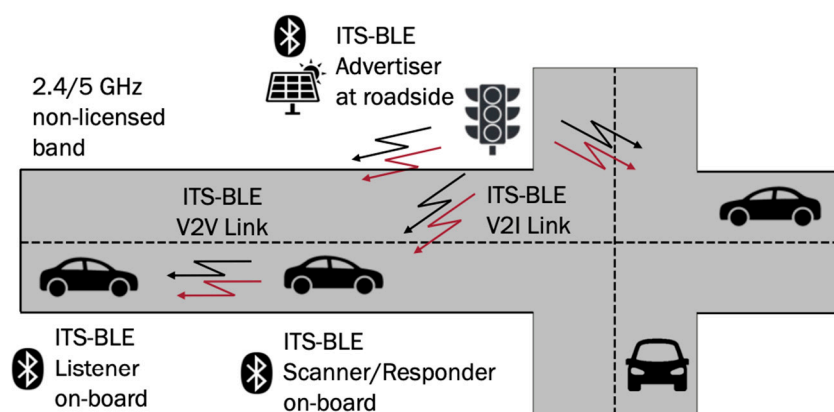 ITS-BLE
Advertiser
at roadside
2.4/5 GHz
non-licensed
band
ITS-BLE
V2V Link
ITS-BLE
V2I Link
ITS-BLE
Listener
on-board
ITS-BLE
Scanner/Responder
on-board